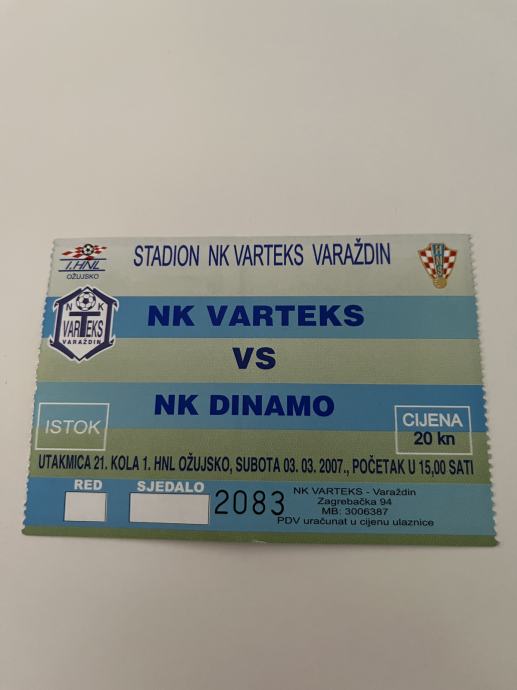 1.HNL
OŽUJSKO
STADION NK VARTEKS VARAŽDIN
N K
VARTEKS
VARAŽDIN
NK VARTEKS
VS
NK DINAMO
ISTOK
CIJENA
20 kn
UTAKMICA 21. KOLA 1. HNL OŽUJSKO, SUBOTA 03. 03. 2007., POČETAK U 15,00 SATI
RED
SJEDALO
2083
NK VARTEKS - Varaždin
Zagrebačka 94
MB: 3006387
PDV uračunat u cijenu ulaznice